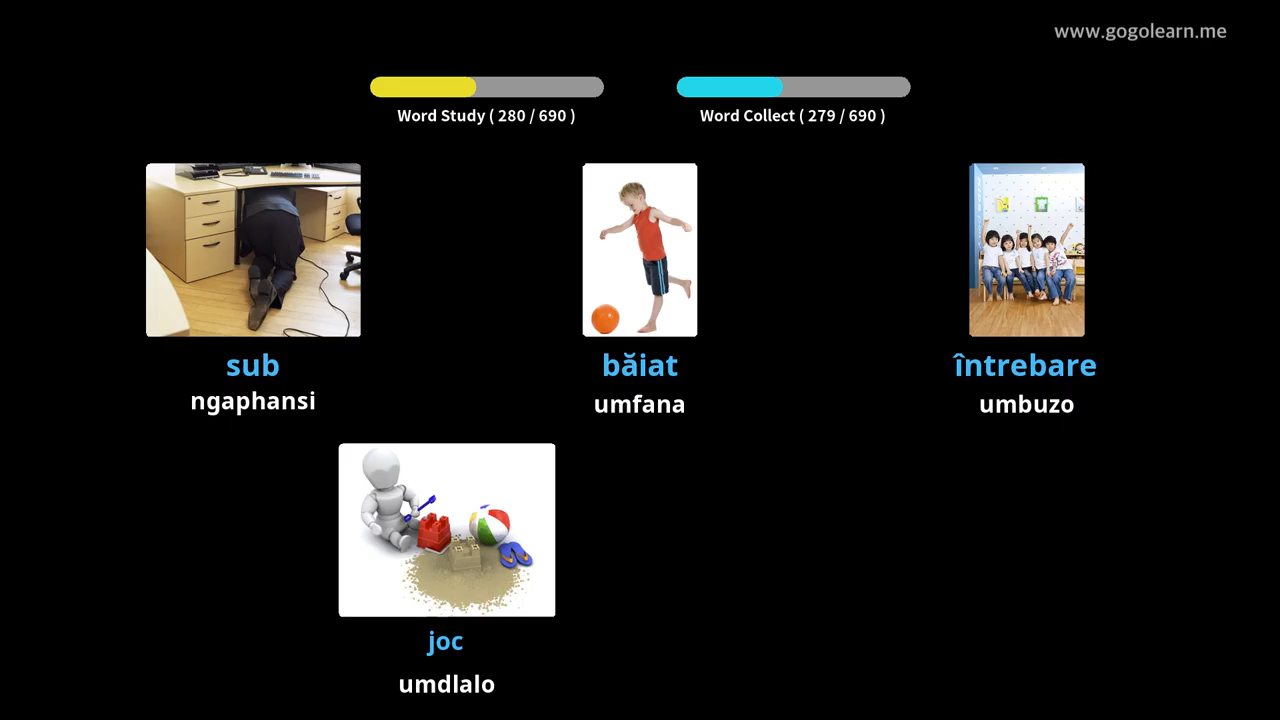 www.gogolearn.me
Word Study ( 280 / 690 )
Word Collect ( 279 / 690 )
sub
ngaphansi
băiat
umfana
întrebare
umbuzo
joc
umdlalo